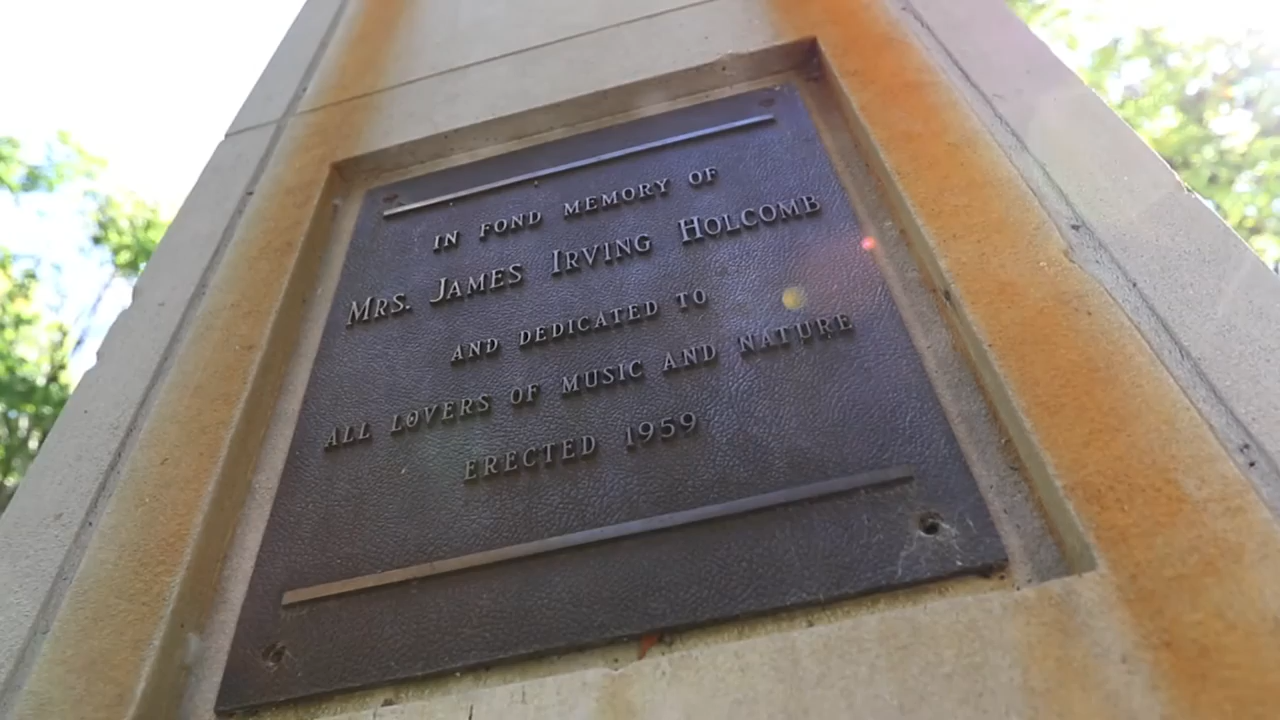 IN FOND MEMORY OF
MRS. JAMES IRVING HOLCOMB
AND DEDICATED TO
ALL LOVERS OF MUSIC AND NATURE
ERECTED 1959